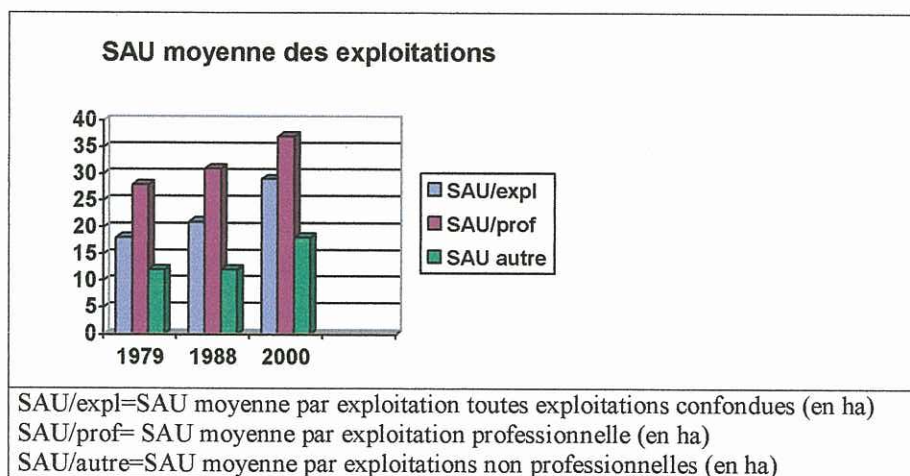 SAU moyenne des exploitations
40
35
30
25
20
15
10
5
0
1979 1988 2000
SAU/expl
SAU/prof
SAU autre
SAU/expl=SAU moyenne par exploitation toutes exploitations confondues (en ha)
SAU/prof= SAU moyenne par exploitation professionnelle (en ha)
SAU/autre=SAU moyenne par exploitations non professionnelles (en ha)